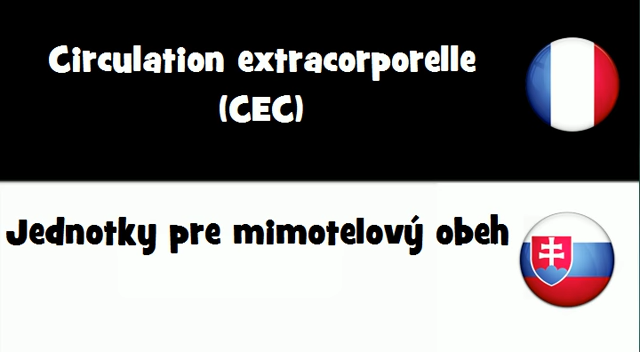 Circulation extracorporelle
(CEC)
Jednotky pre mimotelový obeh